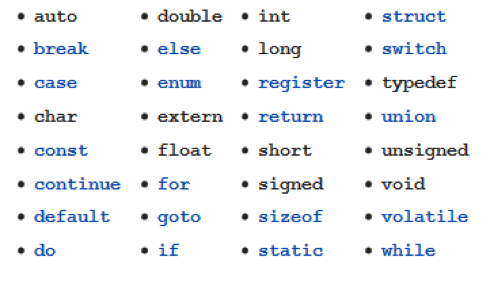 • auto • double • int • struct
• break • else • long • switch
• case • enum • register • typedef
• char • extern • return • union
• const • float • short • unsigned
• continue • for • signed • void
• default • goto • sizeof • volatile
• do • if • static • while